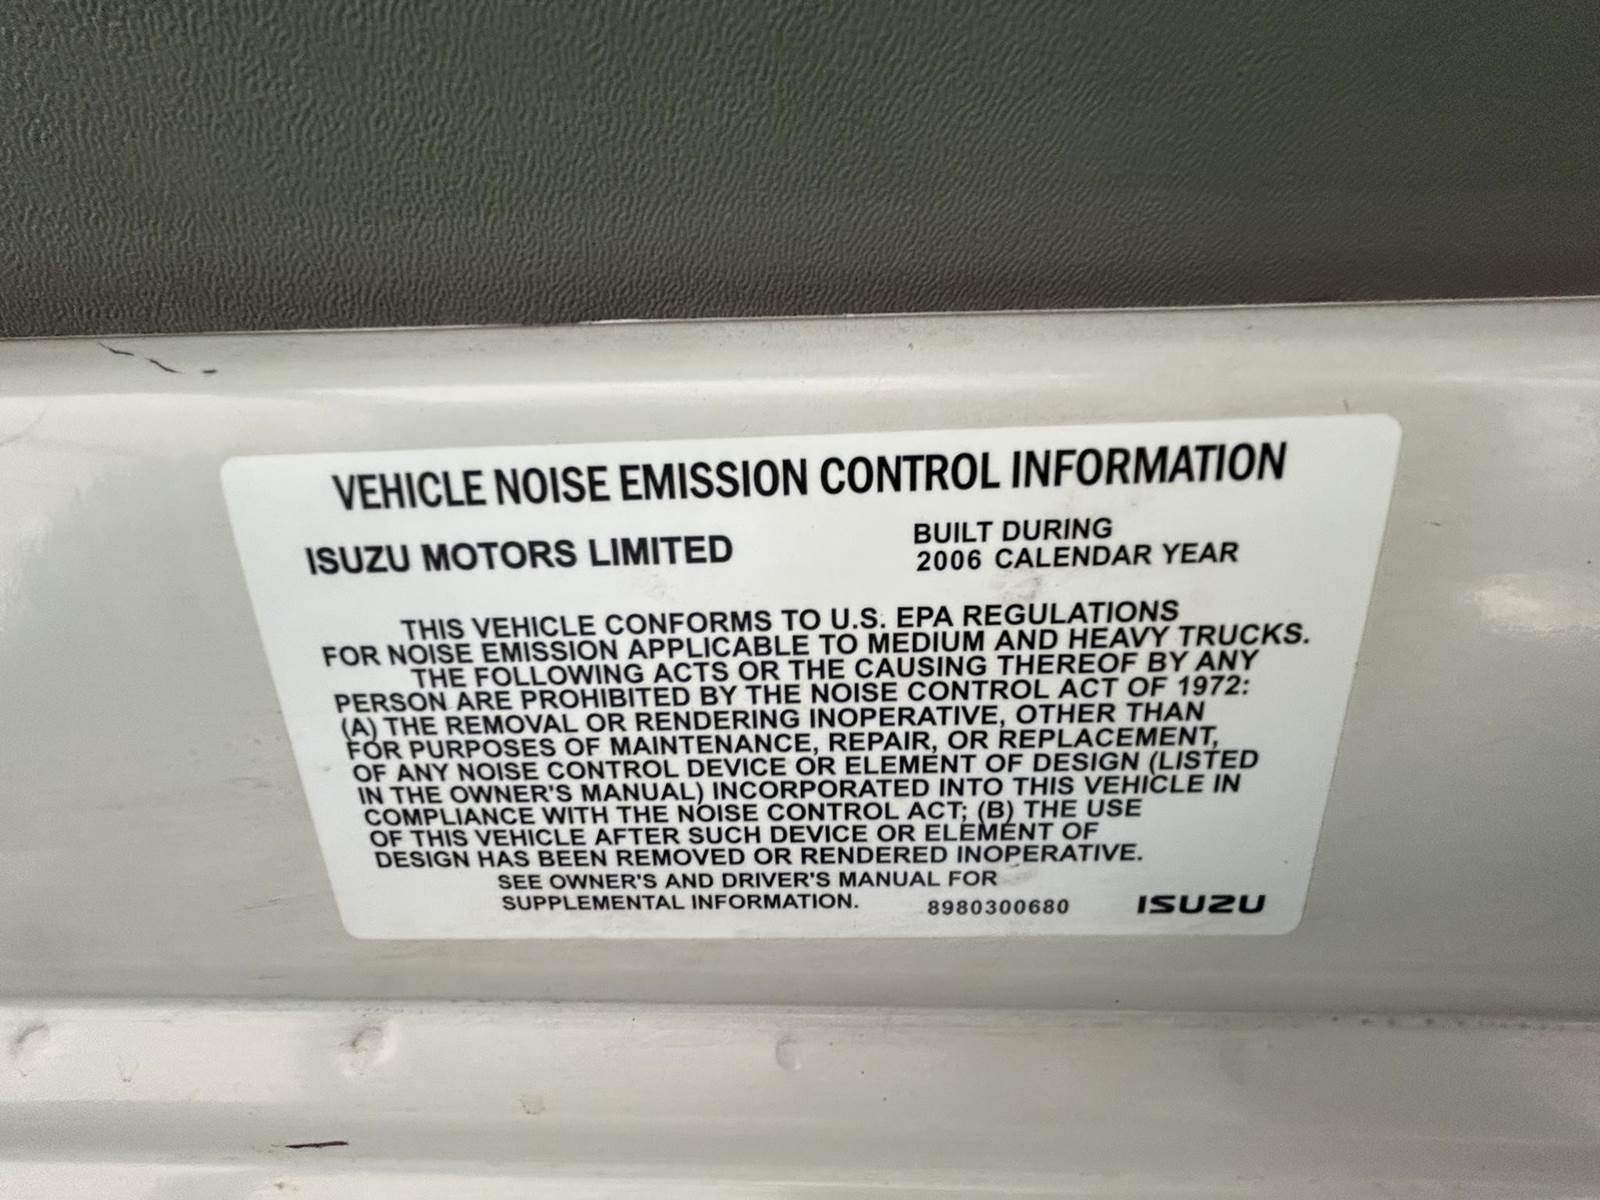 VEHICLE NOISE EMISSION CONTROL INFORMATION
ISUZU MOTORS LIMITED
BUILT DURING
2006 CALENDAR YEAR
THIS VEHICLE CONFORMS TO U.S. EPA REGULATIONS
FOR NOISE EMISSION APPLICABLE TO MEDIUM AND HEAVY TRUCKS.
THE FOLLOWING ACTS OR THE CAUSING THEREOF BY ANY
PERSON ARE PROHIBITED BY THE NOISE CONTROL ACT OF 1972:
(A) THE REMOVAL OR RENDERING INOPERATIVE, OTHER THAN
FOR PURPOSES OF MAINTENANCE, REPAIR, OR REPLACEMENT,
OF ANY NOISE CONTROL DEVICE OR ELEMENT OF DESIGN (LISTED
IN THE OWNER'S MANUAL) INCORPORATED INTO THIS VEHICLE IN
COMPLIANCE WITH THE NOISE CONTROL ACT; (B) THE USE
OF THIS VEHICLE AFTER SUCH DEVICE OR ELEMENT OF
DESIGN HAS BEEN REMOVED OR RENDERED INOPERATIVE.
SEE OWNER'S AND DRIVER'S MANUAL FOR
SUPPLEMENTAL INFORMATION.
8980300680
ISUZU